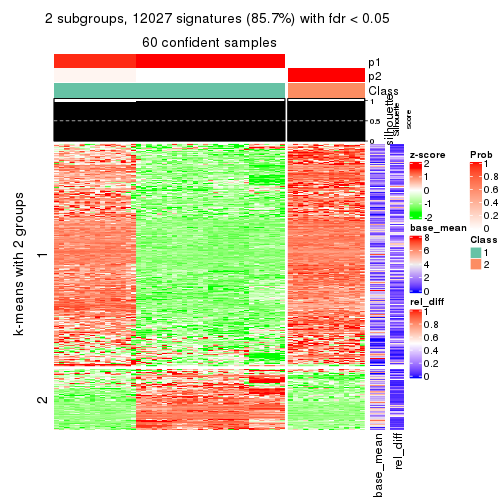 2 subgroups, 12027 signatures (85.7%) with fdr < 0.05
60 confident samples
p1
p2
Class
silhouette
Silhouette
score
1
0.5
0
k-means with 2 groups
1
2
base_mean
rel_diff
z-score
2
1
0
-1
-2
base_mean
8
6
4
2
0
rel_diff
1
0.8
0.6
0.4
0.2
0
Prob
1
0.8
0.6
0.4
0.2
0
Class
1
2